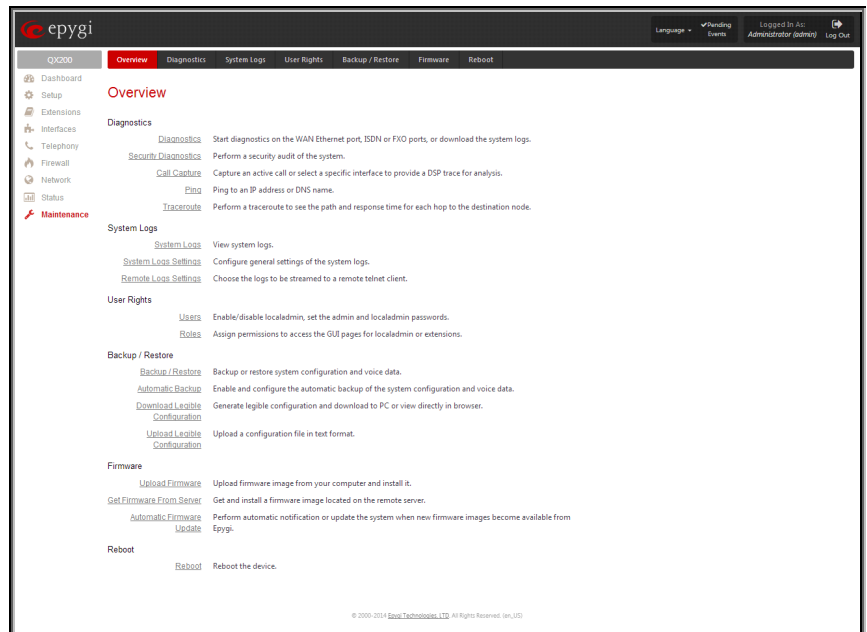 epygi
Language
Pending Events
Logged In As:
Administrator (admin)
Log Out
QX200
Overview
Diagnostics
System Logs
User Rights
Backup / Restore
Firmware
Reboot
Dashboard
Setup
Extensions
Interfaces
Telephony
Firewall
Network
Status
Maintenance
Overview
Diagnostics
Diagnostics Start diagnostics on the WAN Ethernet port, ISDN or FXO ports, or download the system logs.
Security Diagnostics Perform a security audit of the system.
Call Capture Capture an active call or select a specific interface to provide a DSP trace for analysis.
Ping Ping to an IP address or DNS name.
Traceroute Perform a traceroute to see the path and response time for each hop to the destination node.
System Logs
System Logs View system logs.
System Logs Settings Configure general settings of the system logs.
Remote Logs Settings Choose the logs to be streamed to a remote telnet client.
User Rights
Users Enable/disable localadmin, set the admin and localadmin passwords.
Roles Assign permissions to access the GUI pages for localadmin or extensions.
Backup / Restore
Backup / Restore Backup or restore system configuration and voice data.
Automatic Backup Enable and configure the automatic backup of the system configuration and voice data.
Download Legible Generate legible configuration and download to PC or view directly in browser.
Configuration
Upload Legible Upload a configuration file in text format.
Configuration
Firmware
Upload Firmware Upload firmware image from your computer and install it.
Get Firmware From Server Get and install a firmware image located on the remote server.
Automatic Firmware Perform automatic notification or update the system when new firmware images become available from
Update Epygi.
Reboot
Reboot Reboot the device.
© 2000-2014 Epygi Technologies, LTD. All Rights Reserved. (en_US)